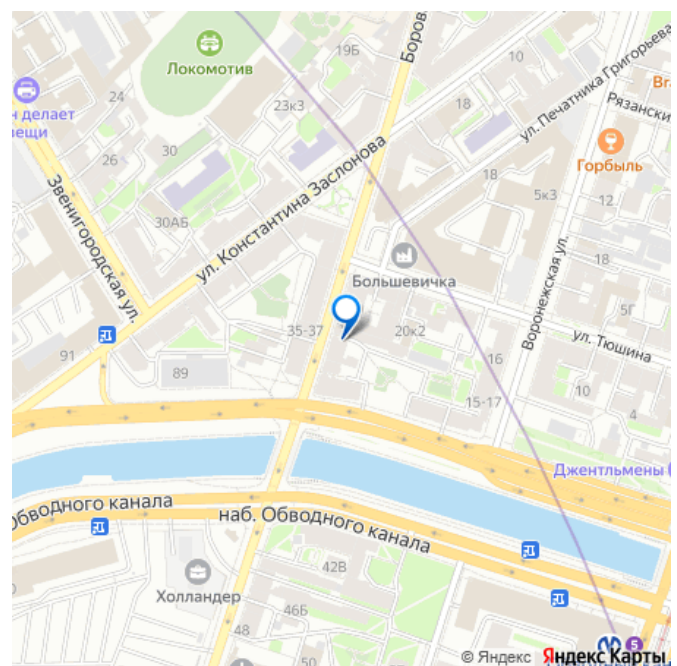 Боров
19Б
10
Локомотив
ул. Печатника Григорьева
24
23к3
18
Рязански
н делает
вещи
Горбыль
26
30
ул. Константина Заслонова
18
5к3
12
30АБ
Звенигородская ул.
Большевичка
Воронежская ул.
18
5Г
35-37
20к2
ул. Тюшина
91
89
16
10
15-17
4
Джентльмены
Обводного канала
наб. Обводного канала
42В
Холландер
46Б
48
5
© Яндекс Яндекс Карты